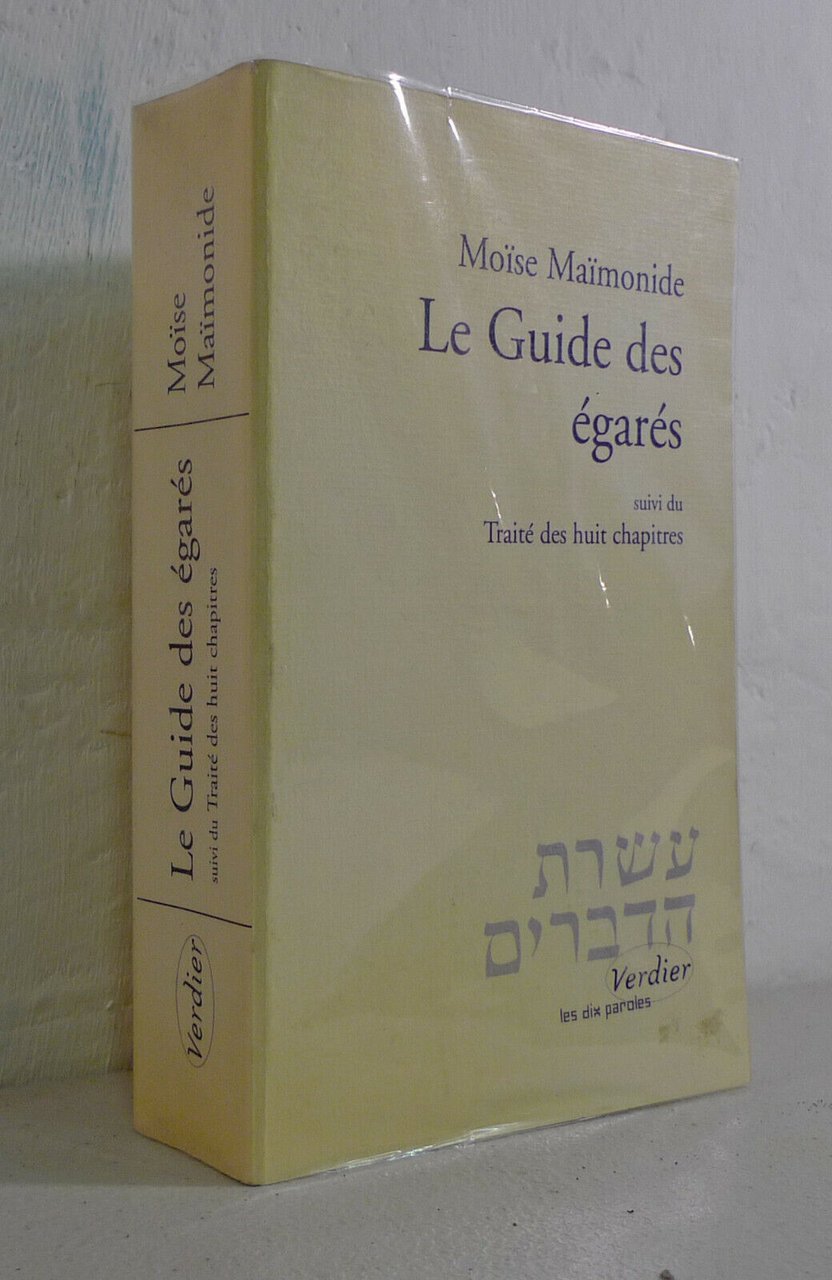 Moïse
Maïmonide
Le Guide des égarés
suivi du Traité des huit chapitres
Verdier
Moïse Maïmonide
Le Guide des
égarés
suivi du
Traité des huit chapitres
עשרת
הדברים
Verdier
les dix paroles